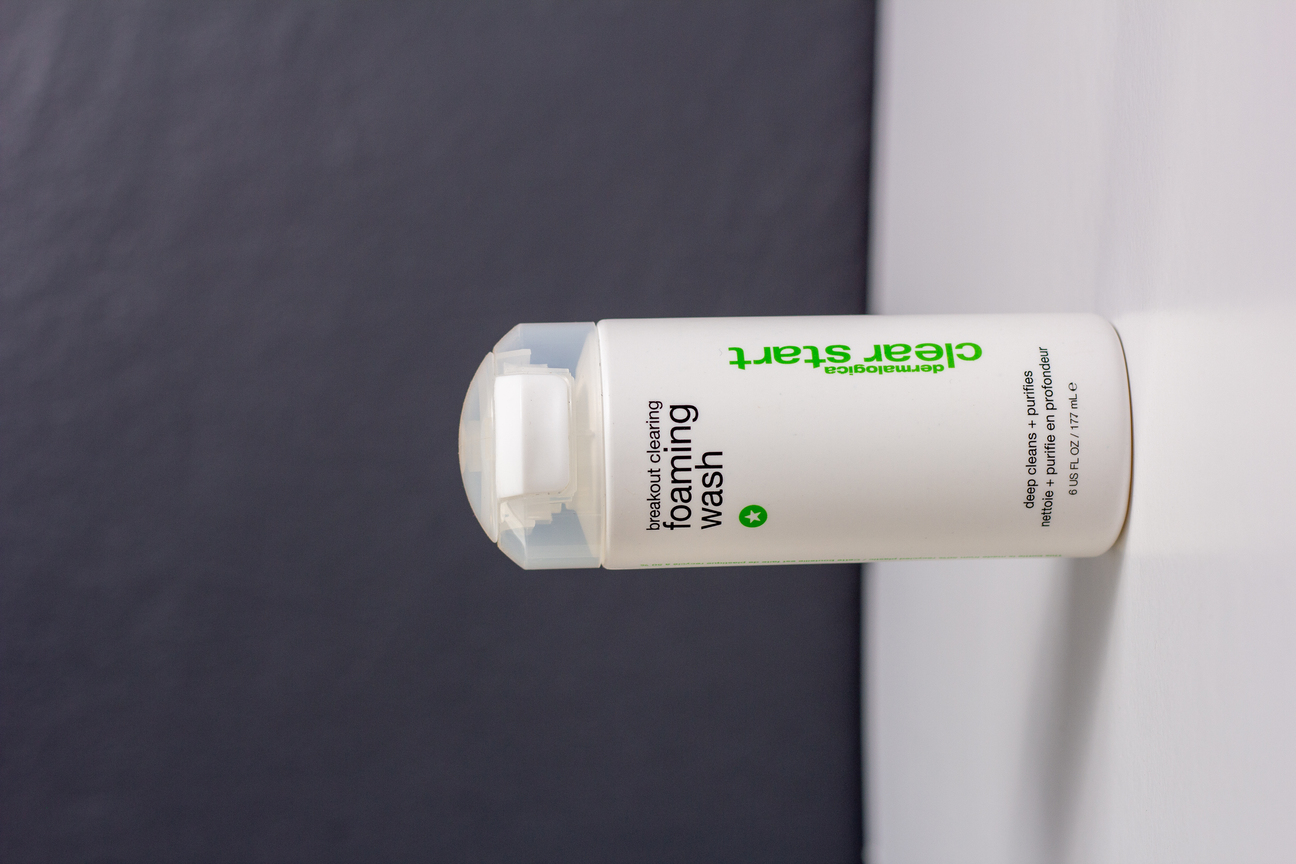 breakout clearing
foaming
wash
dermalogica
clear start
deep cleans + purifies
nettoie + purifie en profondeur
6 US FL OZ / 177 mL ℮